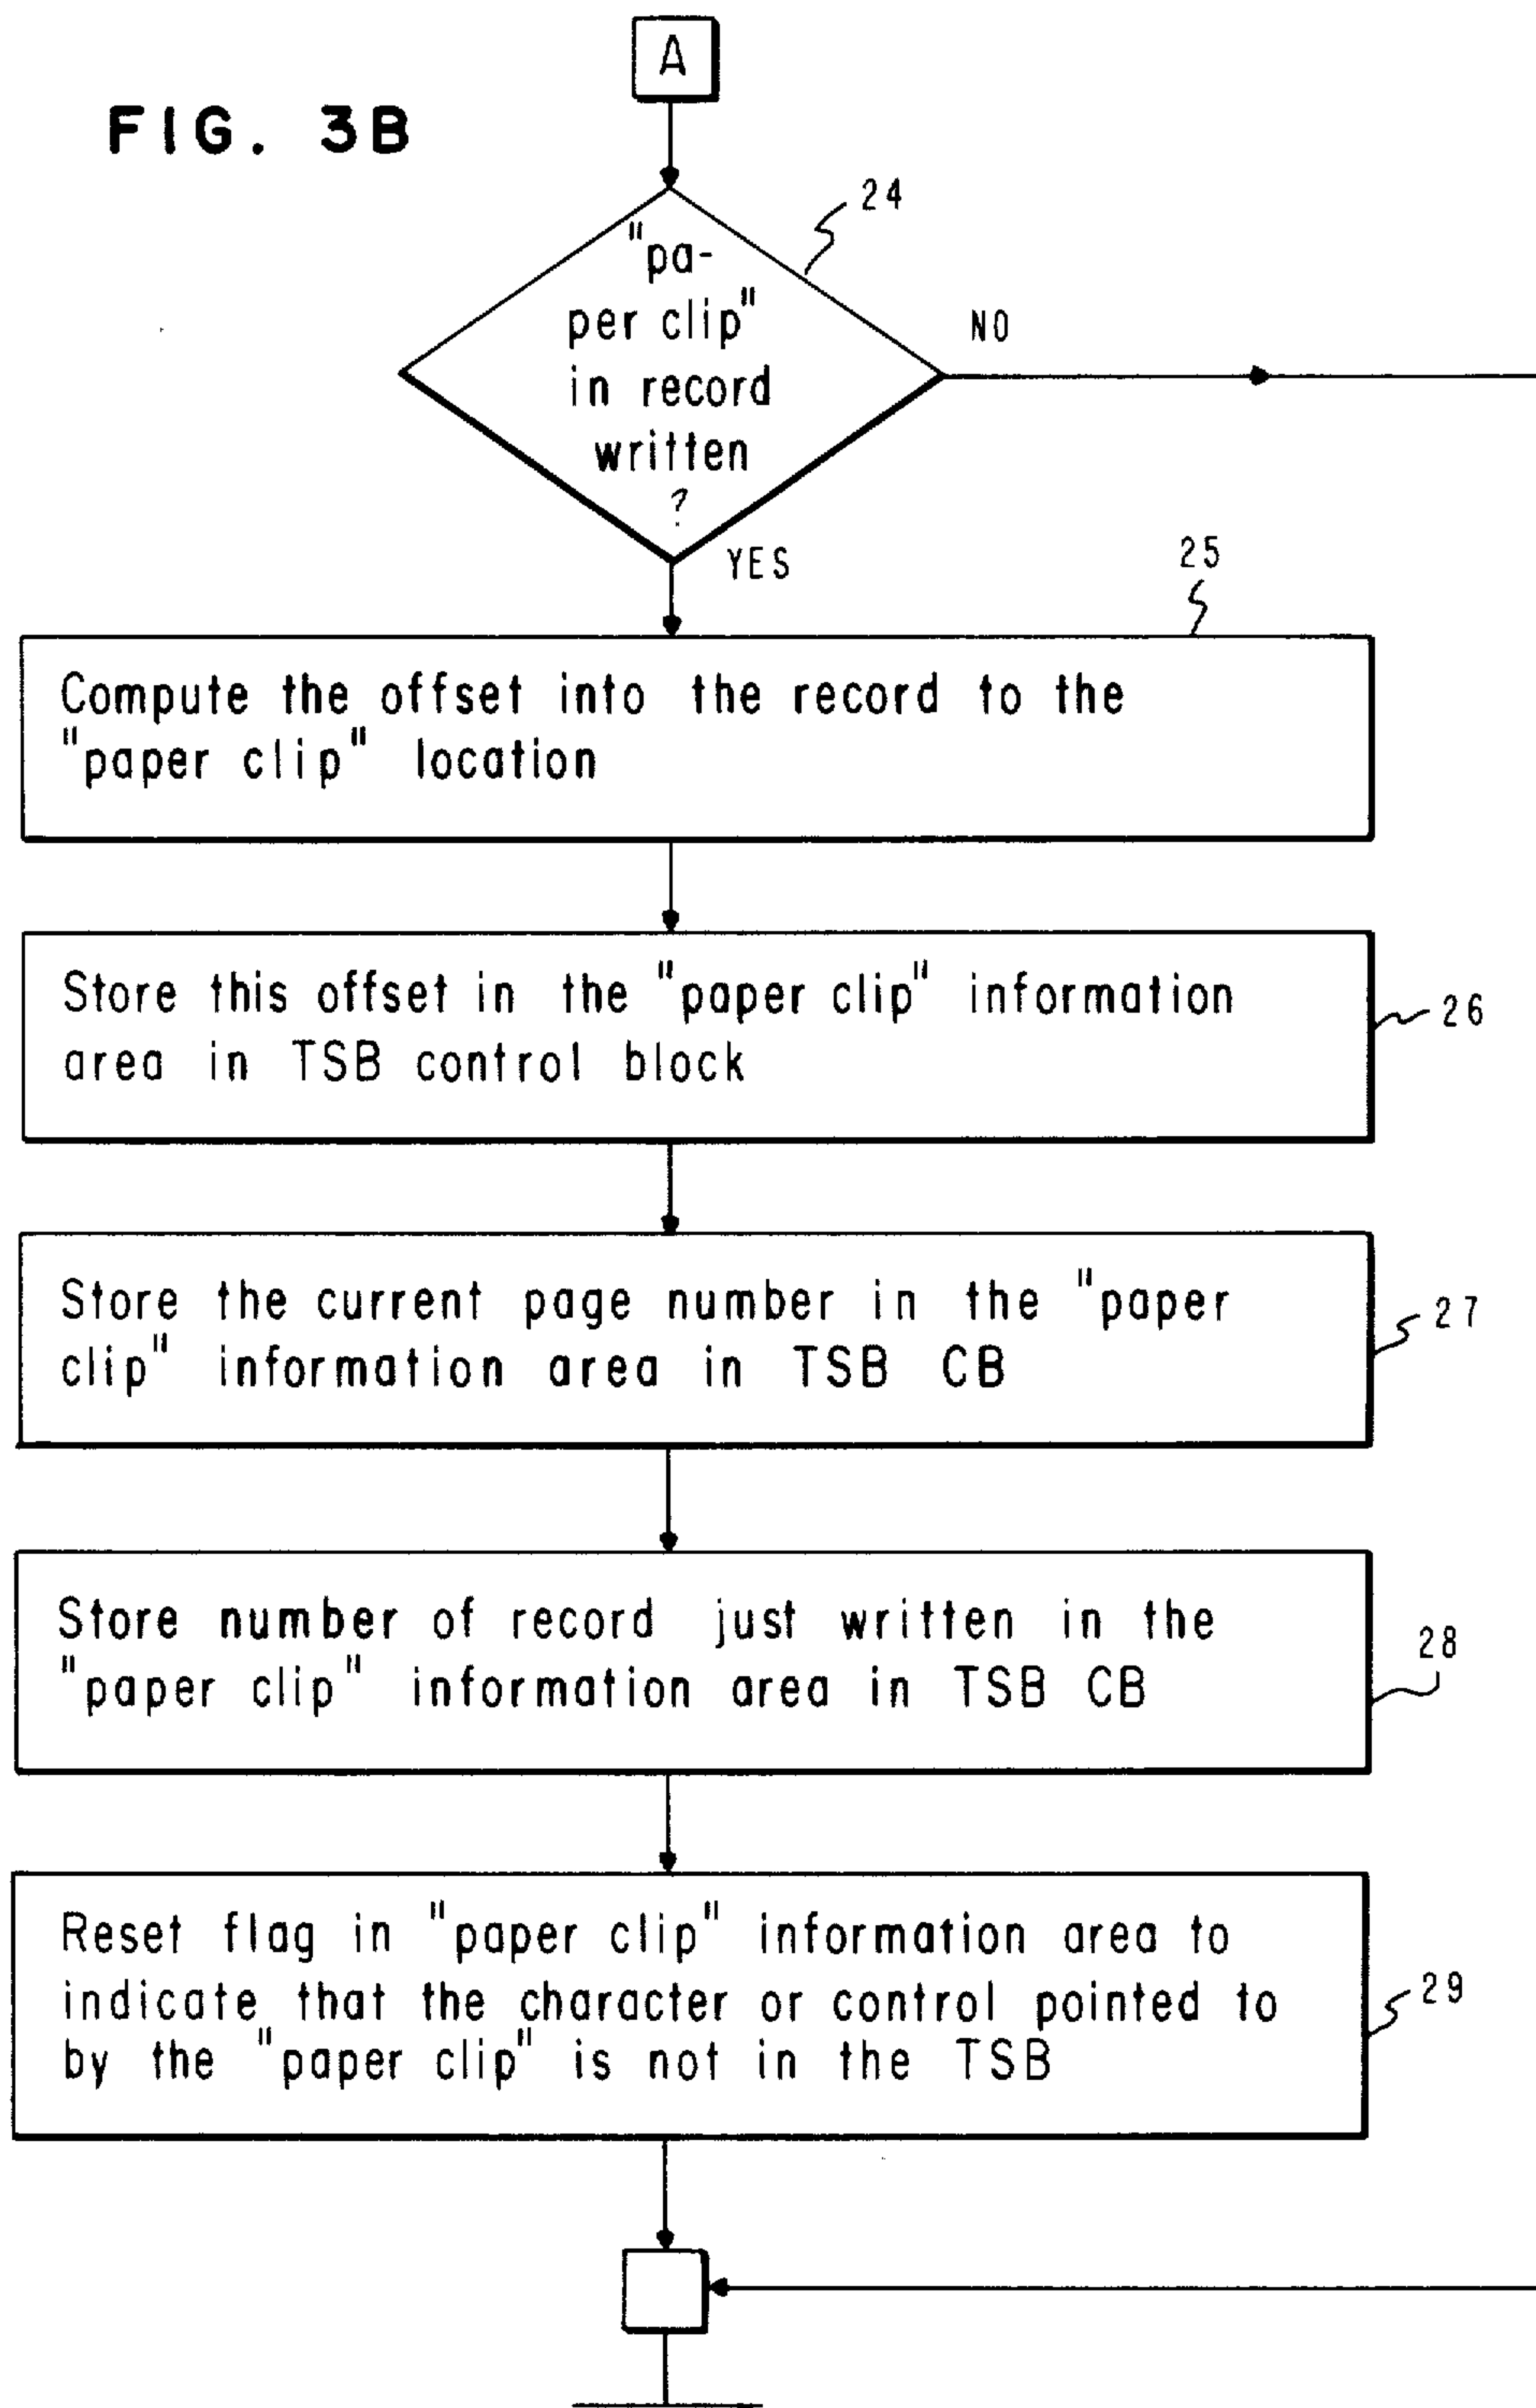 A
FIG. 3B
24
"pa-
per clip"
in record
written
?
NO
YES
25
Compute the offset into the record to the
"paper clip" location
Store this offset in the "paper clip" information
area in TSB control block
26
Store the current page number in the "paper
clip" information area in TSB CB
27
Store number of record just written in the
"paper clip" information area in TSB CB
28
Reset flag in "paper clip" information area to
indicate that the character or control pointed to
by the "paper clip" is not in the TSB
29